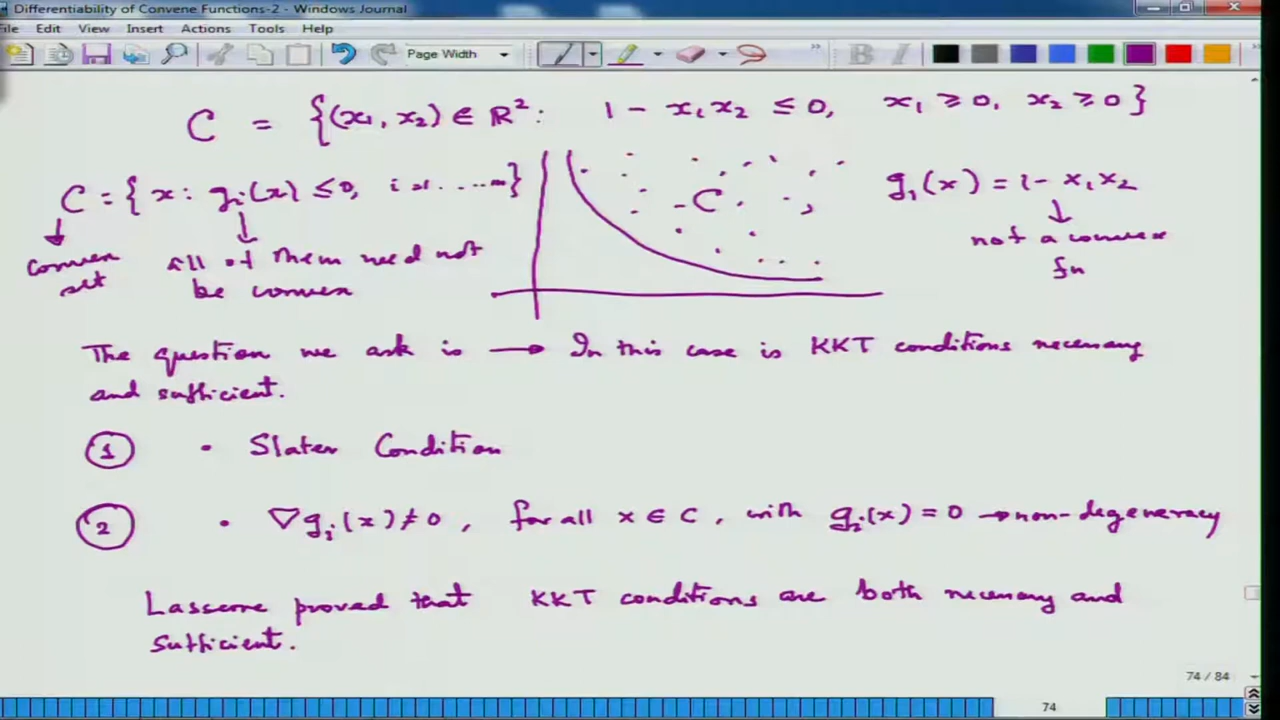 Differentiability of Convene Functions-2 - Windows Journal
File Edit View Insert Actions Tools Help
Page Width
C = {(x₁, x₂) ∈ ℝ²: 1 - x₁x₂ ≤ 0, x₁ ≥ 0, x₂ ≥ 0}
C = { x: gᵢ(x) ≤ 0, i = 1. ... m}
C
g₁(x) = 1 - x₁x₂
convex set
All of them need not be convex
not a convex fn
The question we ask is → In this case is KKT conditions necessary
and sufficient.
1 • Slater Condition
2 • ∇gᵢ(x) ≠ 0, for all x ∈ C, with gᵢ(x) = 0 → non-degeneracy
Lasserre proved that KKT conditions are both necessary and
sufficient.
74 / 84
74